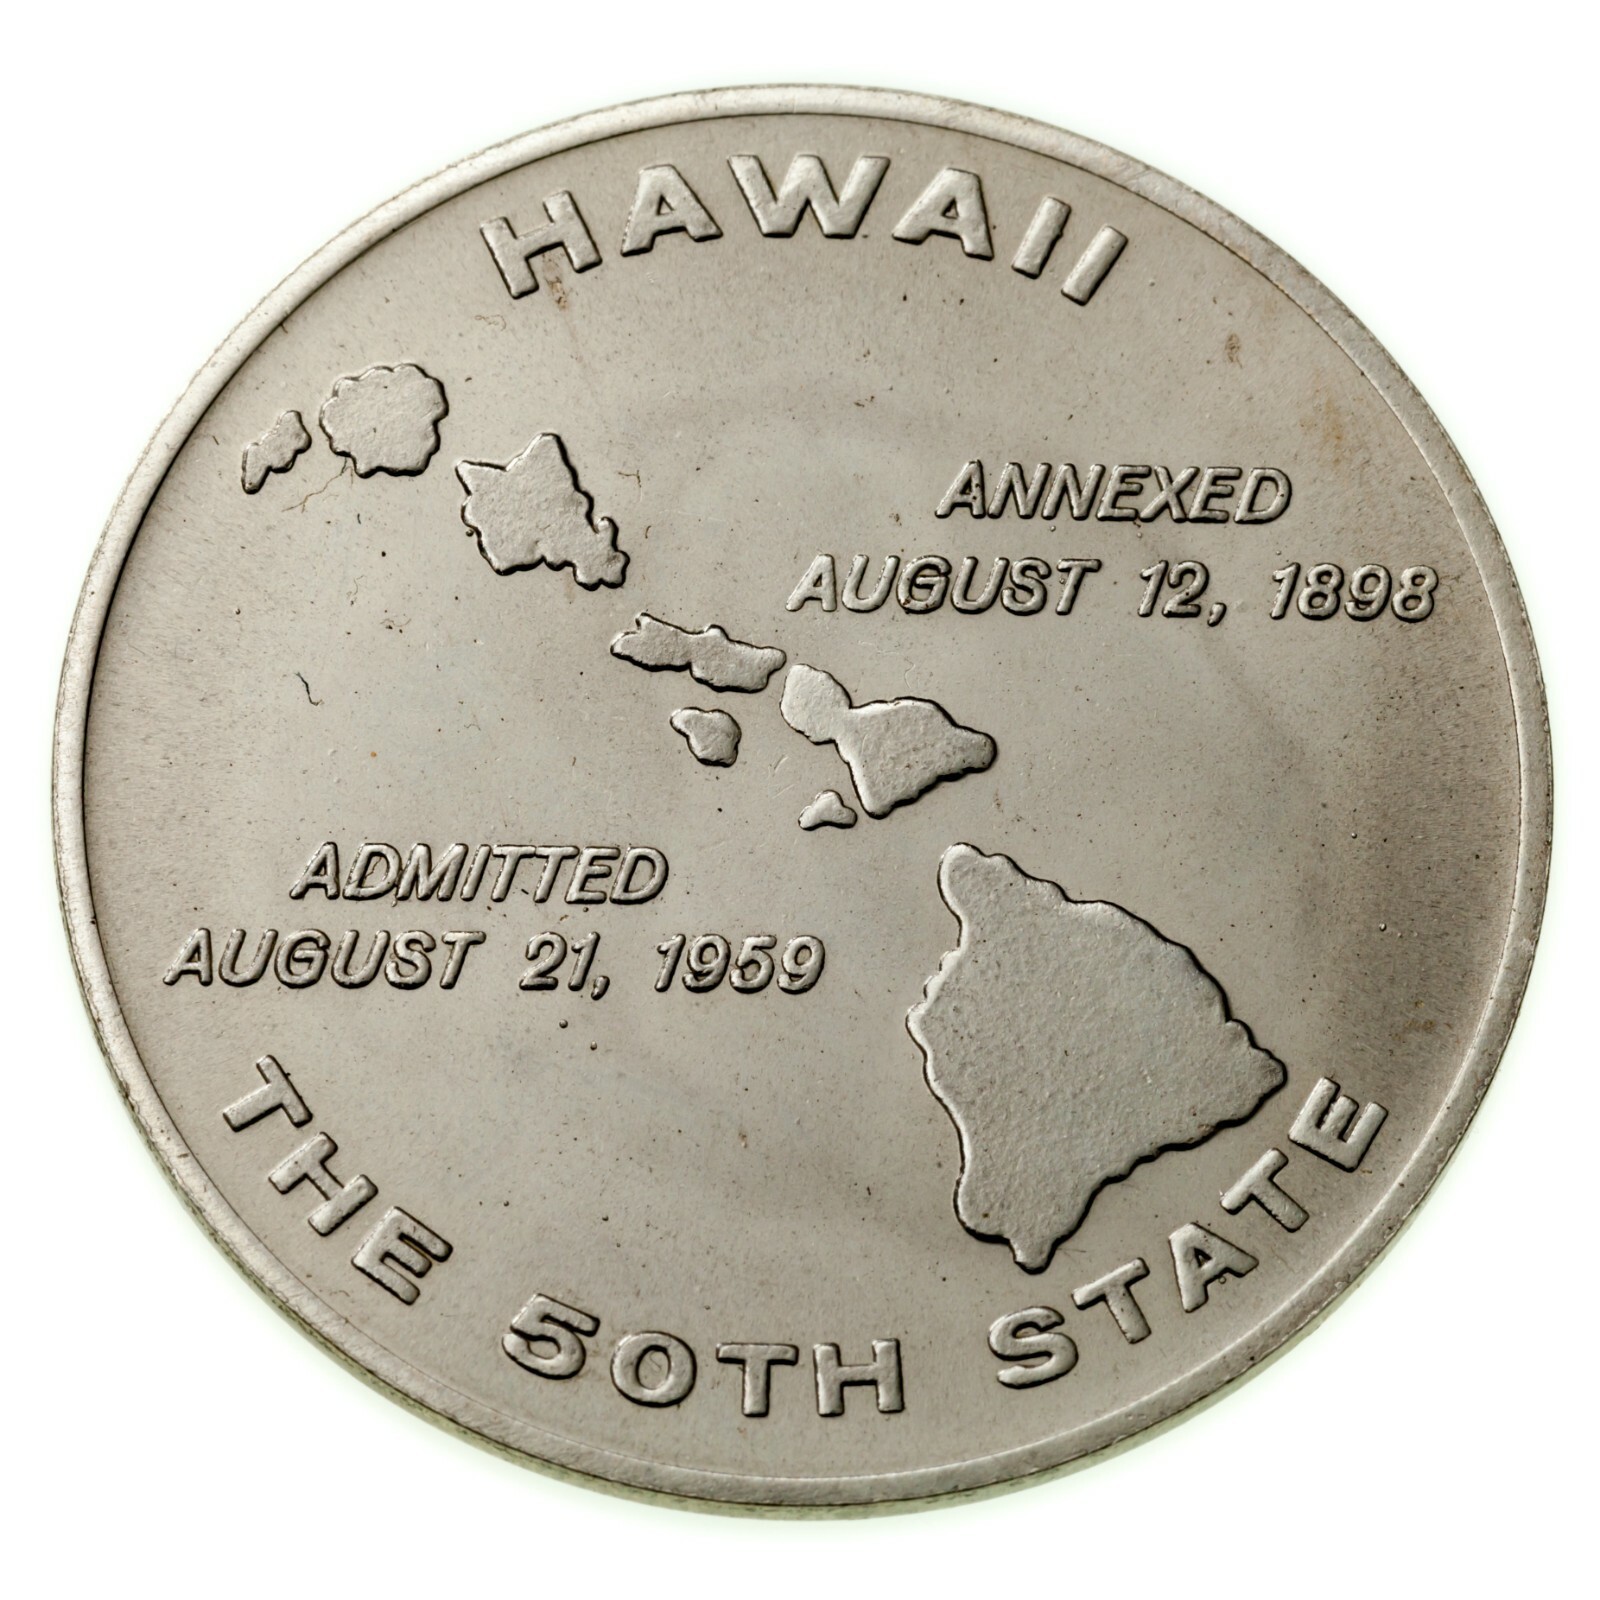 HAWAII
ANNEXED
AUGUST 12, 1898
ADMITTED
AUGUST 21, 1959
THE 50TH STATE